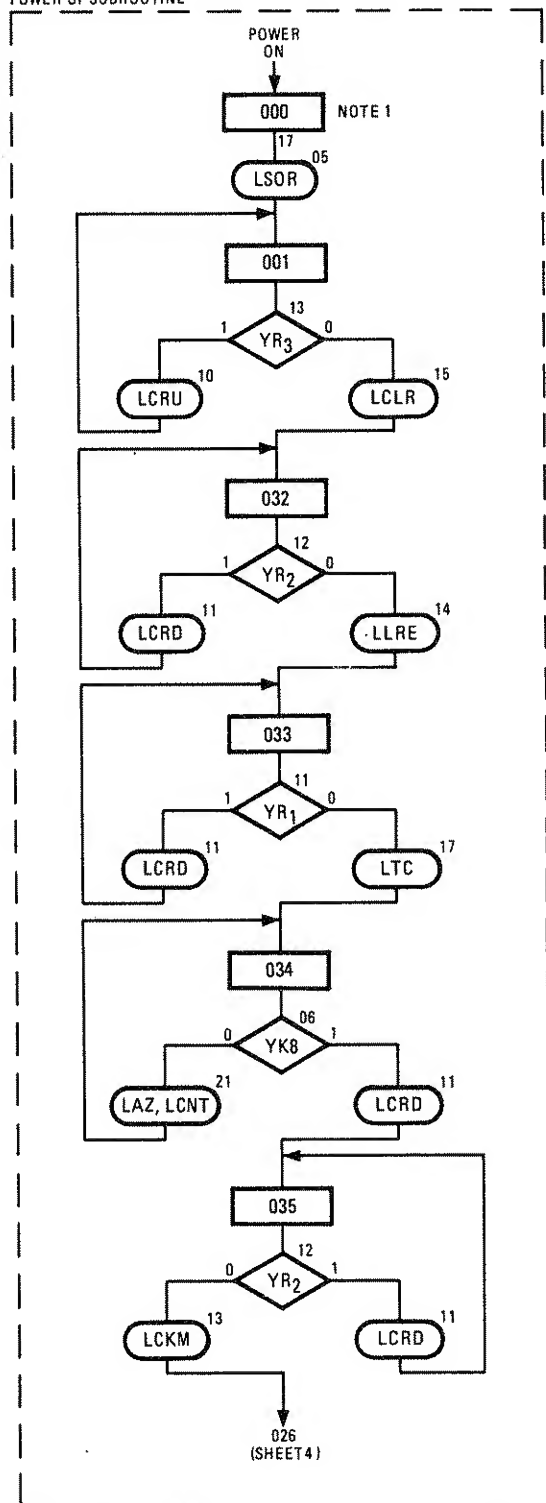 POWER UP SUBROUTINE
POWER
ON
000 NOTE 1
17
05
LSOR
001
13
1 YR3 0
10 15
LCRU LCLR
032
12
1 YR2 0
11 14
LCRD LLRE
033
11
1 YR1 0
11 17
LCRD LTC
034
06
0 YK8 1
21 11
LAZ, LCNT LCRD
035
12
0 YR2 1
13 11
LCKM LCRD
026
(SHEET 4)